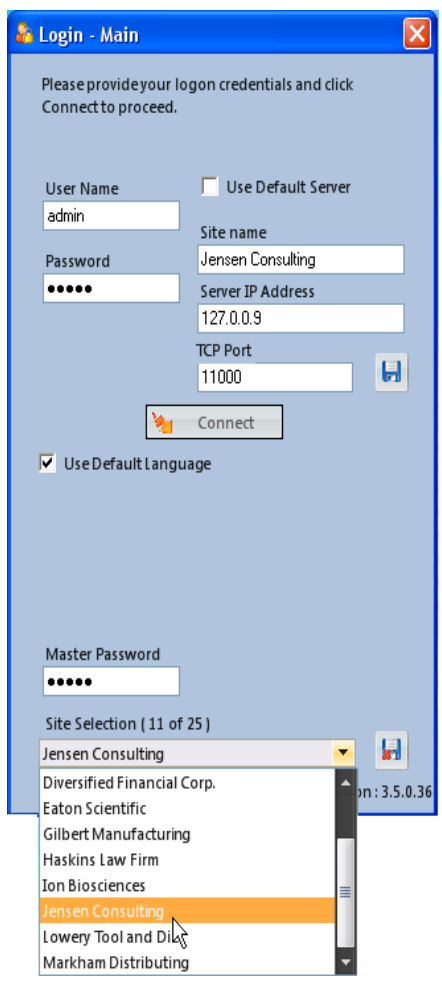 Login - Main
Please provide your logon credentials and click
Connect to proceed.
User Name
Use Default Server
admin
Site name
Password
Jensen Consulting
●●●●●
Server IP Address
127.0.0.9
TCP Port
11000
Connect
Use Default Language
Master Password
●●●●●
Site Selection ( 11 of 25 )
Jensen Consulting
on : 3.5.0.36
Diversified Financial Corp.
Eaton Scientific
Gilbert Manufacturing
Haskins Law Firm
Ion Biosciences
Jensen Consulting
Lowery Tool and Die
Markham Distributing